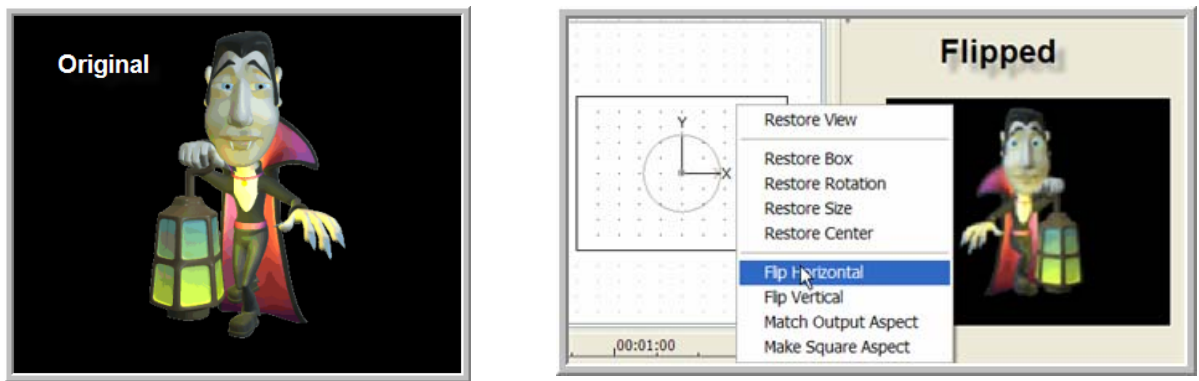 Original
Flipped
Y
X
Restore View
Restore Box
Restore Rotation
Restore Size
Restore Center
Flip Horizontal
Flip Vertical
Match Output Aspect
Make Square Aspect
00:01:00